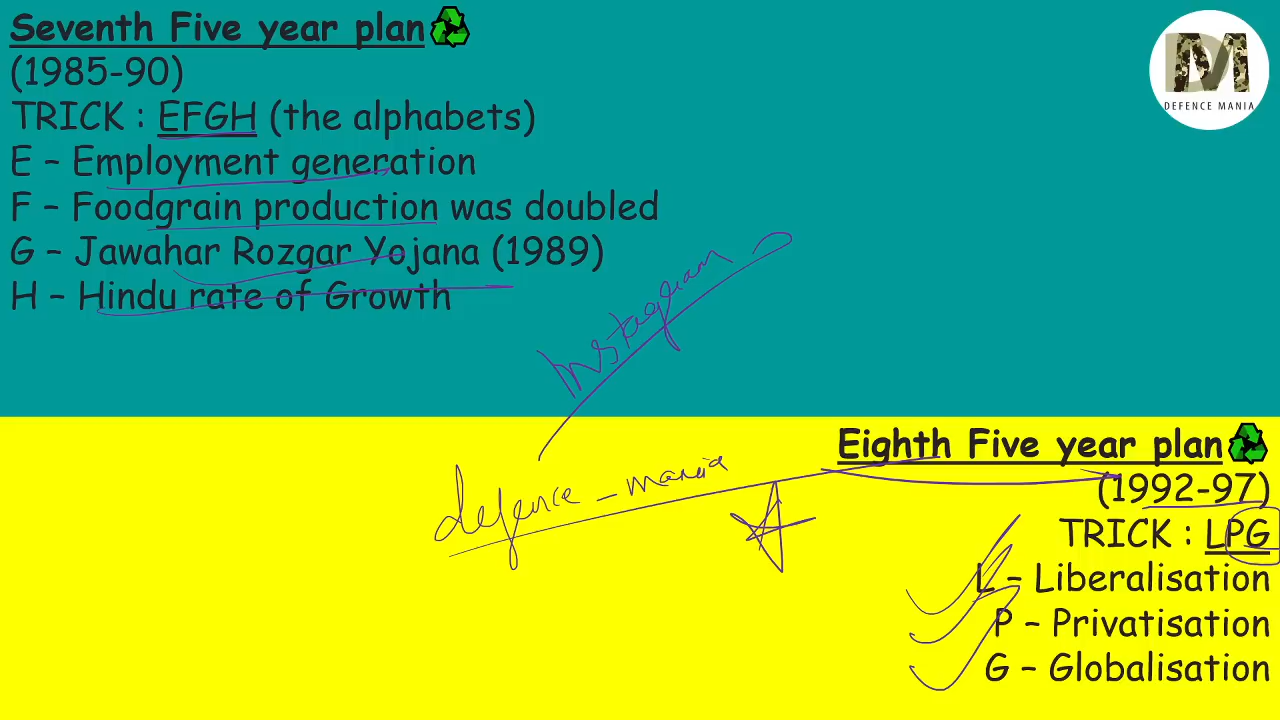 Seventh Five year plan
(1985-90)
TRICK : EFGH (the alphabets)
E – Employment generation
F – Foodgrain production was doubled
G – Jawahar Rozgar Yojana (1989)
H – Hindu rate of Growth
DM
DEFENCE MANIA
Instagram
defence_mania
Eighth Five year plan
(1992-97)
TRICK : LPG
L – Liberalisation
P – Privatisation
G – Globalisation